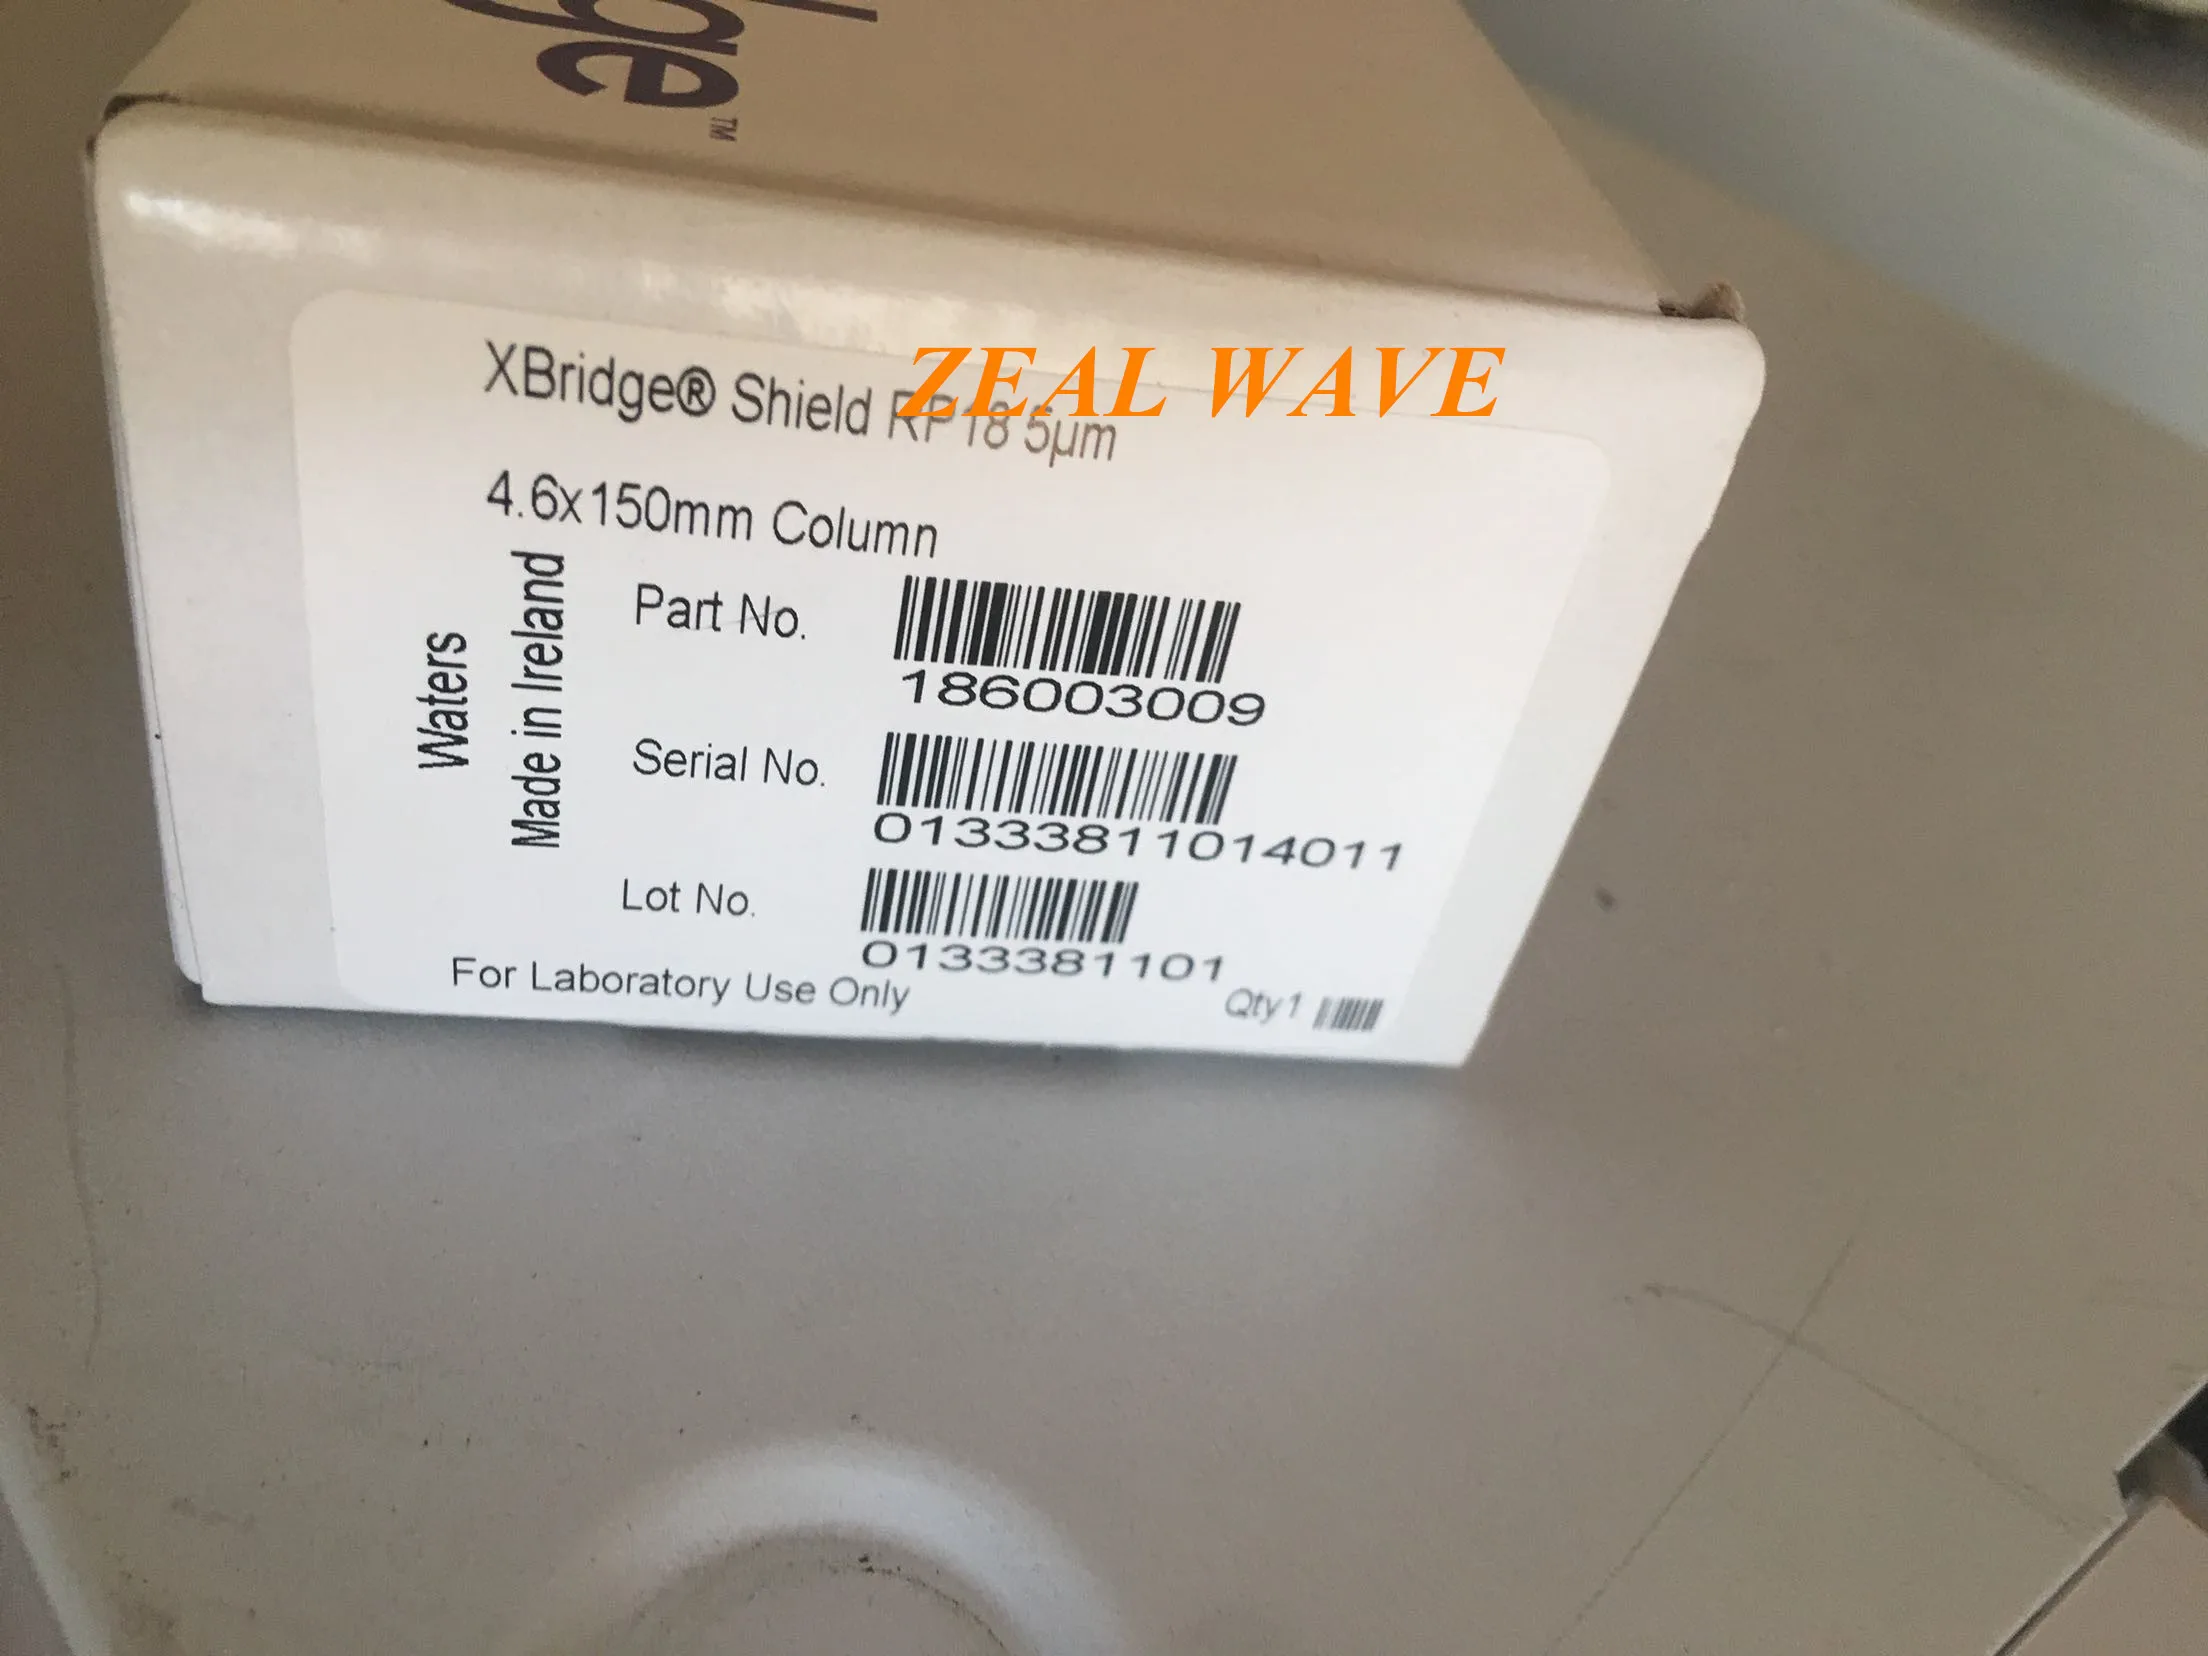 ge™
ZEAL WAVE
XBridge® Shield RP18 5µm
4.6x150mm Column
Waters
Made in Ireland
Part No.
186003009
Serial No.
01333811014011
Lot No.
0133381101
For Laboratory Use Only
Qty 1